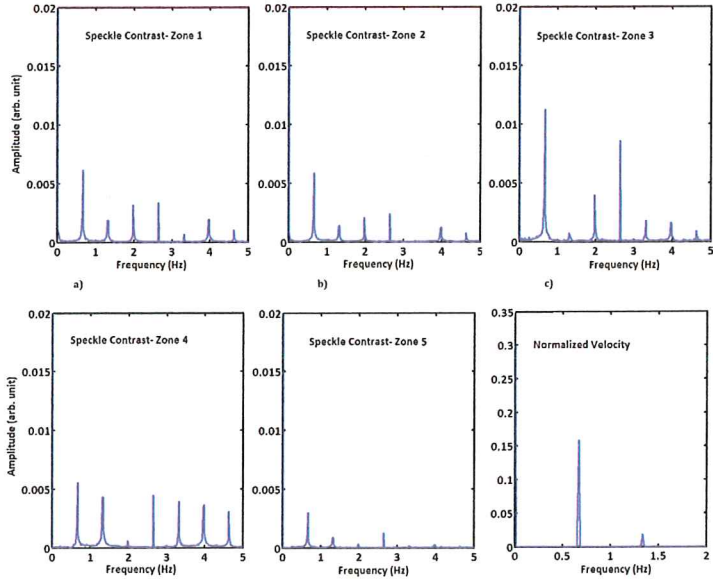 Speckle Contrast- Zone 1
0.02
0.015
0.01
0.005
0
Amplitude (arb. unit)
0 1 2 3 4 5
Frequency (Hz)
a)
Speckle Contrast- Zone 2
0.02
0.015
0.01
0.005
0
0 1 2 3 4 5
Frequency (Hz)
b)
Speckle Contrast- Zone 3
0.02
0.015
0.01
0.005
0
0 1 2 3 4 5
Frequency (Hz)
c)
Speckle Contrast- Zone 4
0.02
0.015
0.01
0.005
0
Amplitude (arb. unit)
0 1 2 3 4 5
Frequency (Hz)
Speckle Contrast- Zone 5
0.02
0.015
0.01
0.005
0
0 1 2 3 4 5
Frequency (Hz)
Normalized Velocity
0.35
0.3
0.25
0.2
0.15
0.1
0.05
0
0 0.5 1 1.5 2
Frequency (Hz)